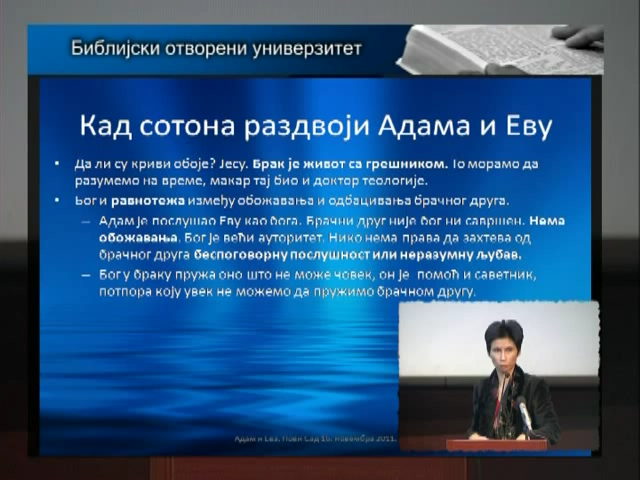 Библијски отворени универзитет
Кад сотона раздвоји Адама и Еву
• Да ли су криви обоје? Јесу. Брак је живот са грешником. То морамо да
разумемо на време, макар тај био и доктор теологије.
• Бог и равнотежа између обожавања и одбацивања брачног друга.
– Адам је послушао Еву као бога. Брачни друг није бог ни савршен. Нема
обожавања. Бог је већи ауторитет. Нико нема права да захтева од
брачног друга беспоговорну послушност или неразумну љубав.
– Бог у браку пружа оно што не може човек, он је помоћ и саветник,
потпора коју увек не можемо да пружимо брачном другу.
Адам и Ева, Нови Сад 16. новембра 2011.